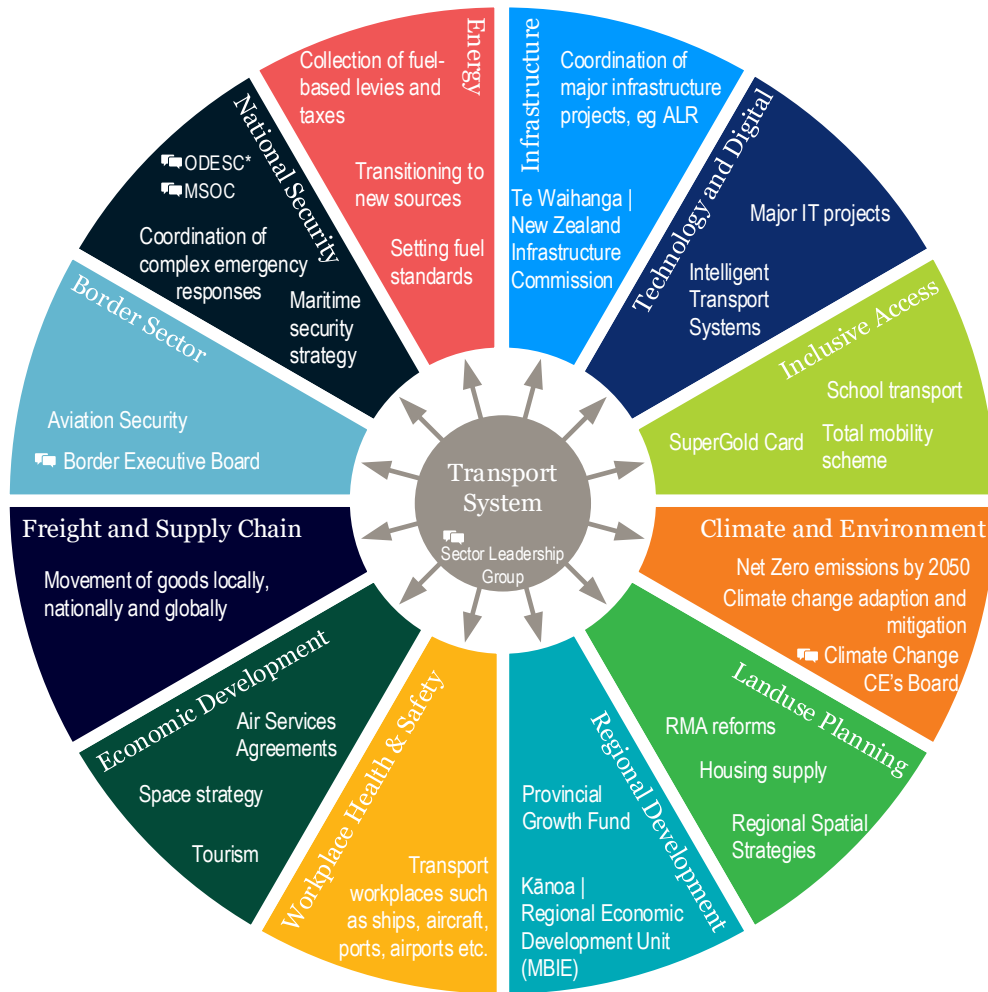 Energy
Collection of fuel-
based levies and
taxes
Transitioning to
new sources
Setting fuel
standards
Infrastructure
Coordination of
major infrastructure
projects, eg ALR
Te Waihanga |
New Zealand
Infrastructure
Commission
Technology and Digital
Major IT projects
Intelligent
Transport
Systems
Inclusive Access
School transport
SuperGold Card
Total mobility
scheme
Climate and Environment
Net Zero emissions by 2050
Climate change adaption and
mitigation
Climate Change
CE's Board
Landuse Planning
RMA reforms
Housing supply
Regional Spatial
Strategies
Regional Development
Provincial
Growth Fund
Kānoa |
Regional Economic
Development Unit
(MBIE)
Workplace Health & Safety
Transport
workplaces such
as ships, aircraft,
ports, airports etc.
Economic Development
Air Services
Agreements
Space strategy
Tourism
Freight and Supply Chain
Movement of goods locally,
nationally and globally
Border Sector
Aviation Security
Border Executive Board
National Security
ODESC*
MSOC
Coordination of
complex emergency
responses
Maritime
security
strategy
Transport
System
Sector Leadership
Group